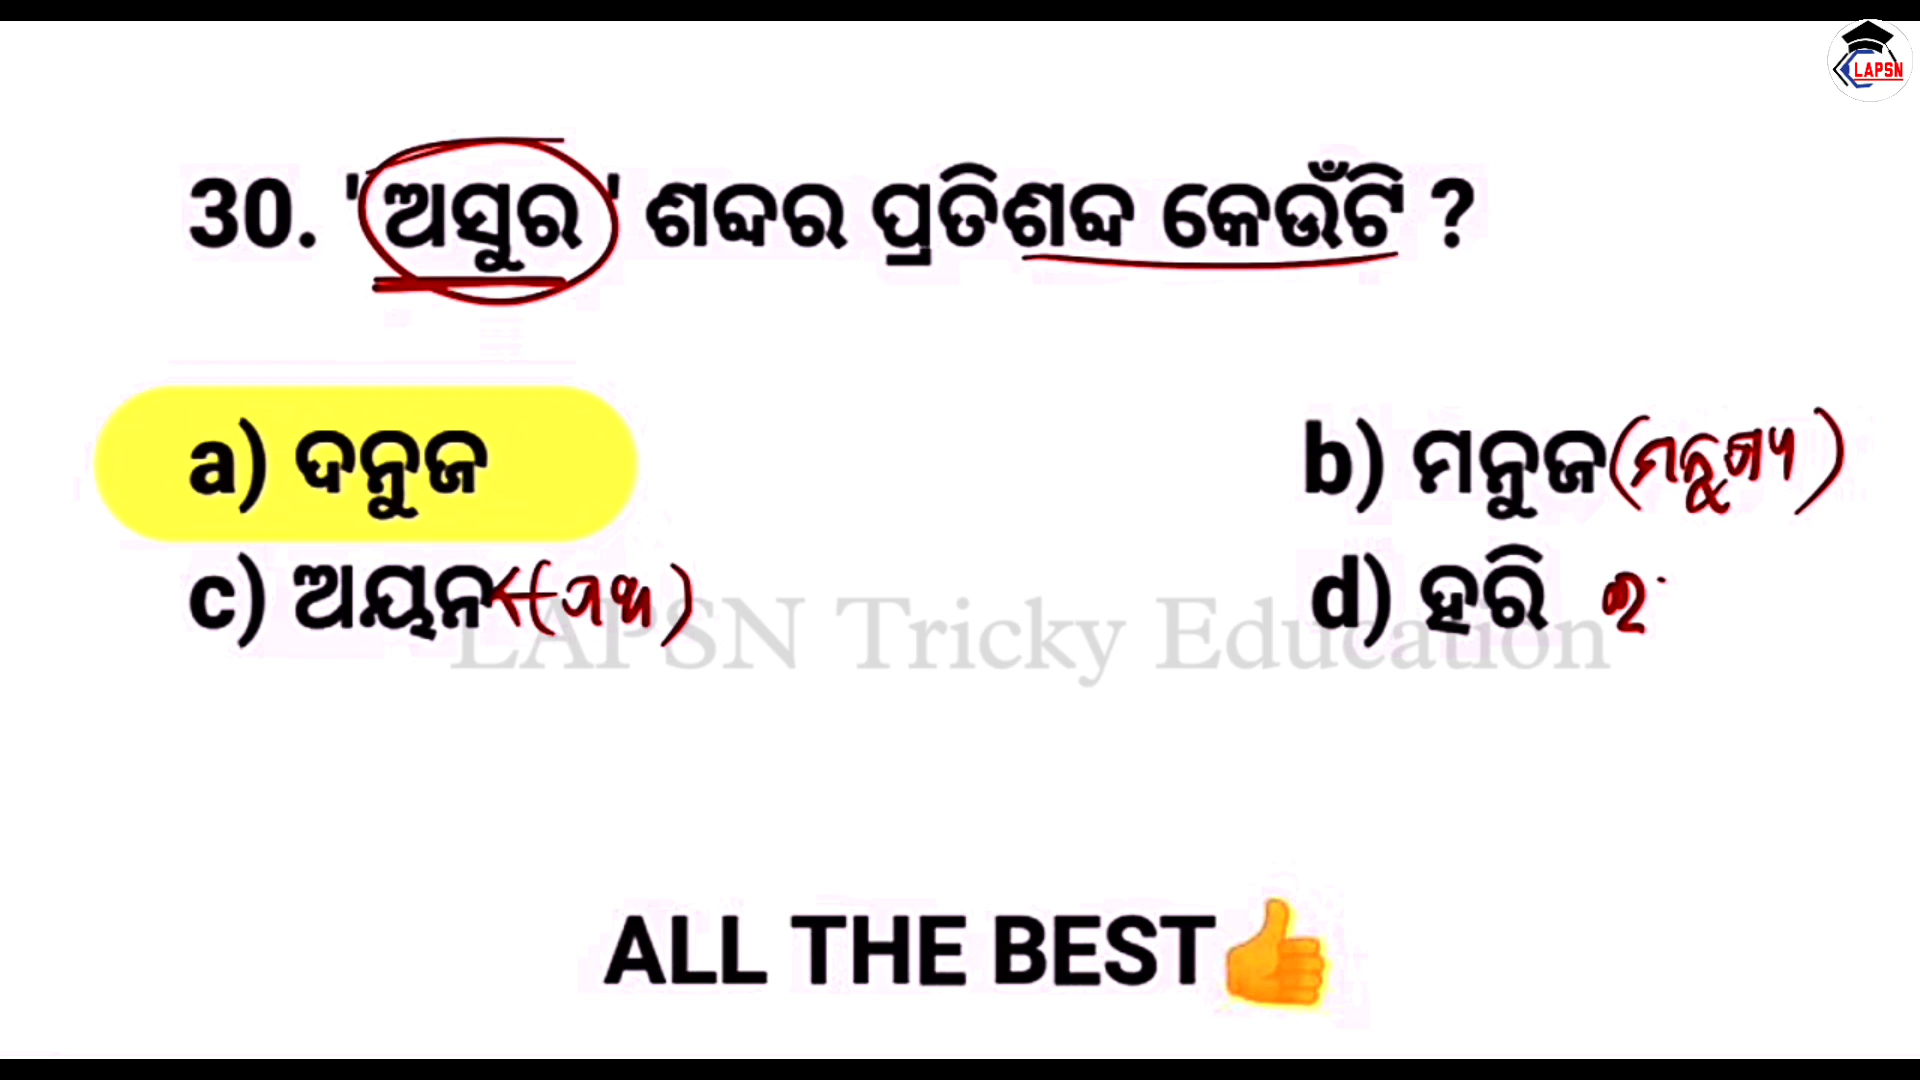 LAPSN
30. 'ଅସୁର' ଶବ୍ଦର ପ୍ରତିଶବ୍ଦ କେଉଁଟି ?
a) ଦନୁଜ
b) ମନୁଜ (ମନୁଷ୍ୟ)
c) ଅୟନ
d) ହରି
LAPSN Tricky Education
ALL THE BEST👍